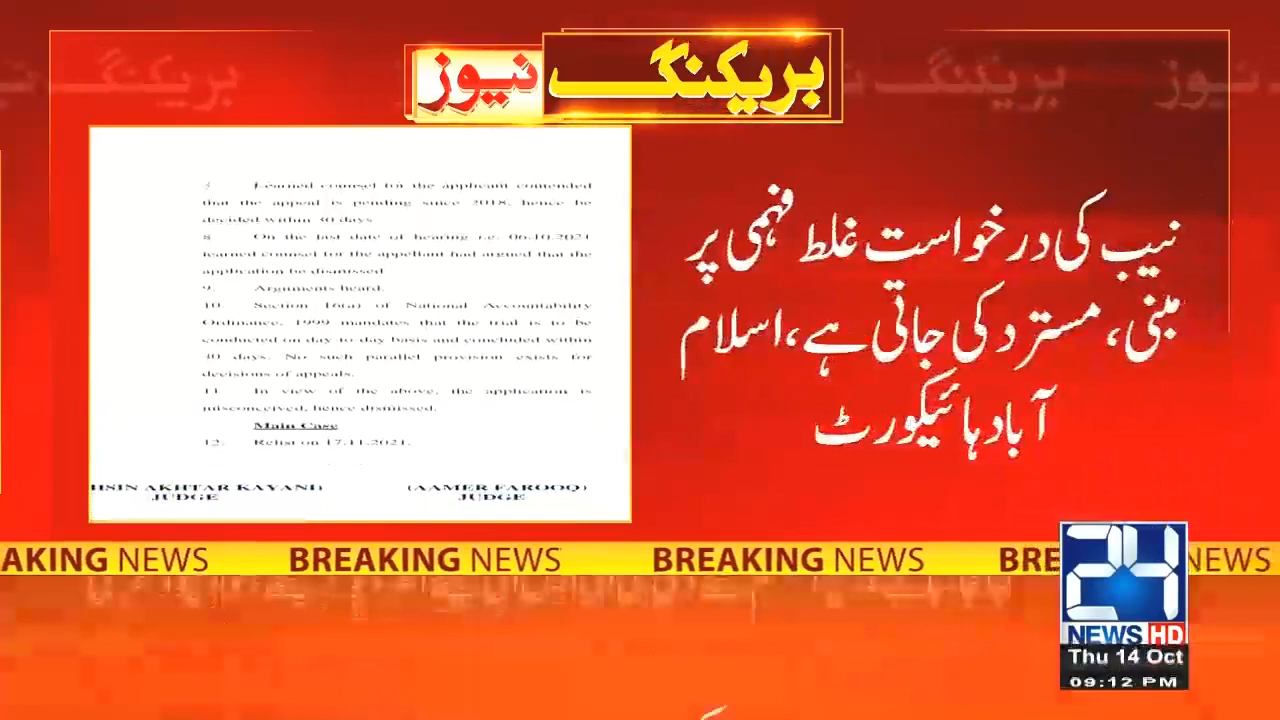 بریکنگ نیوز
7. Learned counsel for the applicant contended
that the appeal is pending since 2018, hence be
decided within 30 days.
8. On the last date of hearing i.e. 06.10.2021
learned counsel for the appellant had argued that the
application be dismissed.
9. Arguments heard.
10. Section 16(a) of National Accountability
Ordinance, 1999 mandates that the trial is to be
conducted on day to day basis and concluded within
30 days. No such parallel provision exists for
decisions of appeals.
11. In view of the above, the application is
misconceived, hence dismissed.
Main Case
12. Relist on 17.11.2021.
HSIN AKHTAR KAYANI) (AAMER FAROOQ)
JUDGE JUDGE
نیب کی درخواست غلط فہمی پر
مبنی، مسترد کی جاتی ہے، اسلام
آباد ہائیکورٹ
AKING NEWS BREAKING NEWS BREAKING NEWS BRE NEWS
24
NEWS HD
Thu 14 Oct
09:12 PM